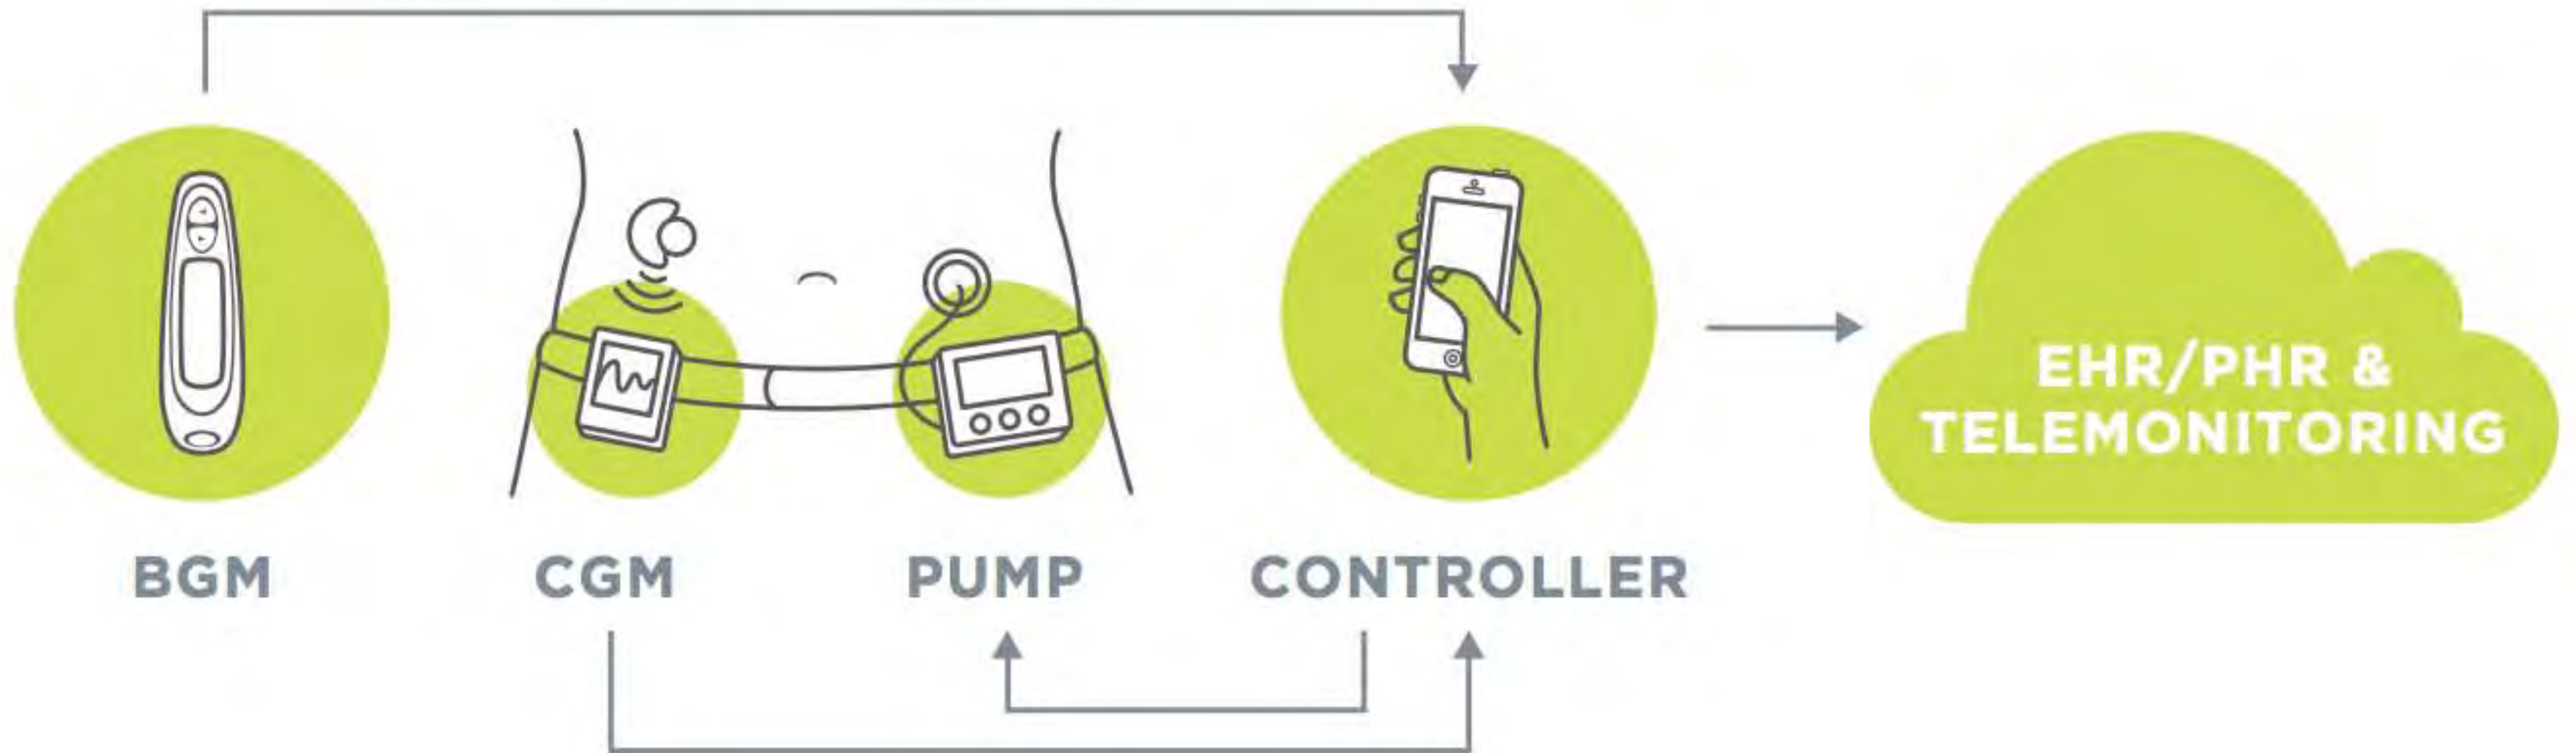 EHR/PHR &
TELEMONITORING
BGM
CGM
PUMP
CONTROLLER